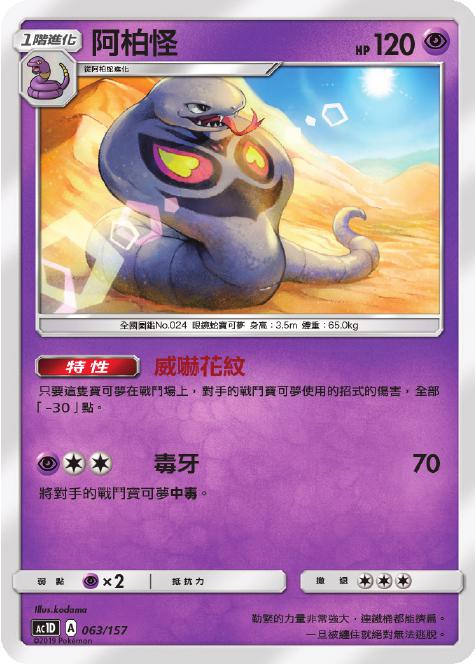 1階進化 阿柏怪 HP 120
從阿柏蛇進化
全國圖鑑No.024 眼鏡蛇寶可夢 身高：3.5m 體重：65.0kg
特性 威嚇花紋
只要這隻寶可夢在戰鬥場上，對手的戰鬥寶可夢使用的招式的傷害，全部
「-30」點。
毒牙 70
將對手的戰鬥寶可夢中毒。
弱點 ×2 抵抗力 撤退
Illus.kodama
AC1D A 063/157
©2019 Pokémon
勒緊的力量非常強大，連鐵桶都能擠扁。
一旦被纏住就絕對無法逃脫。